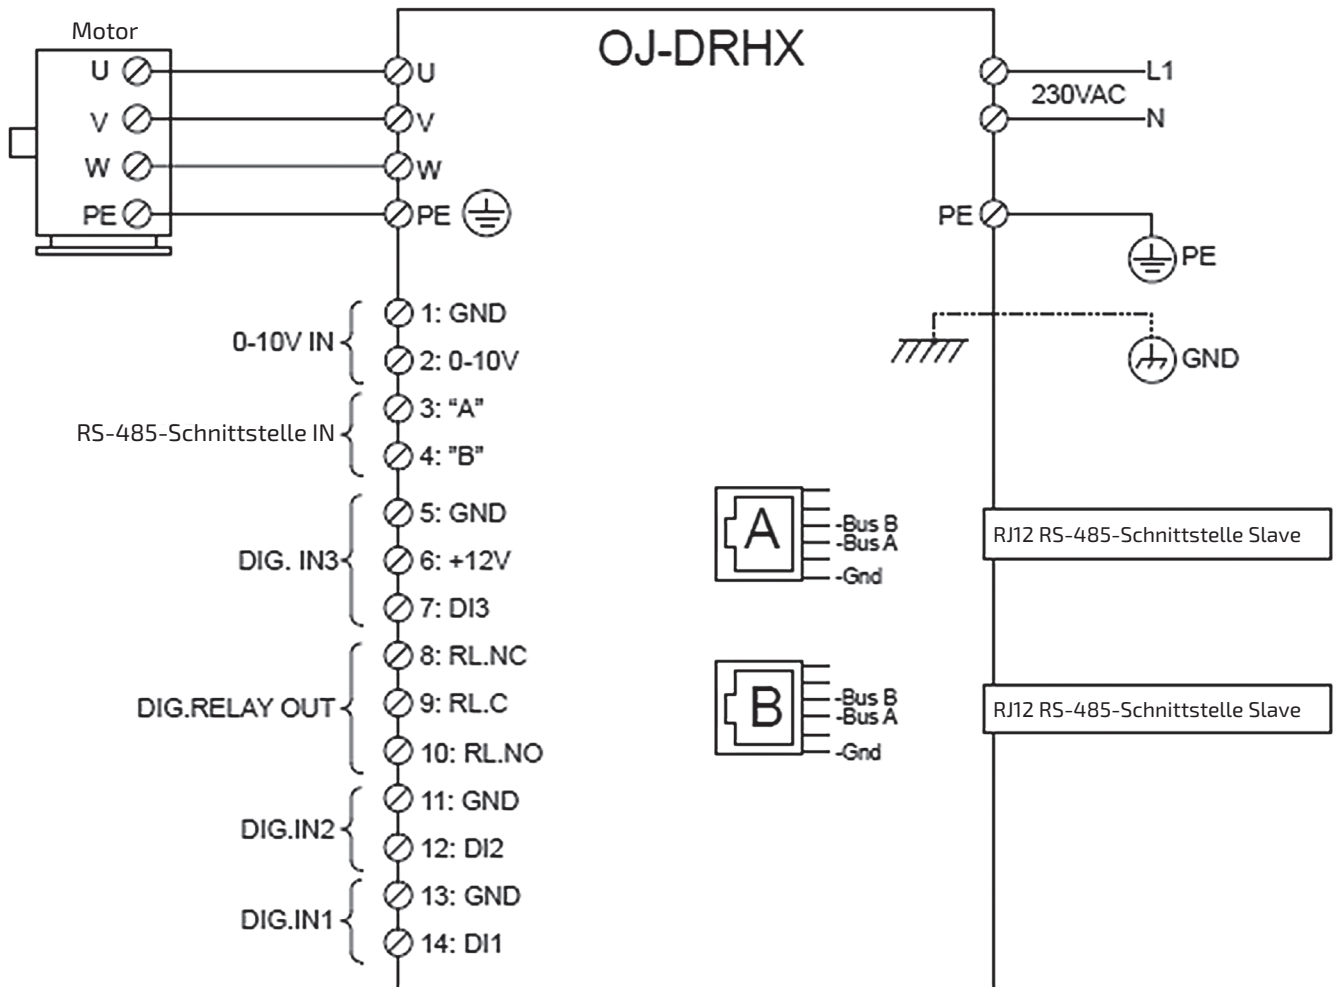 Motor
U
V
W
PE
OJ-DRHX
U
V
W
PE
L1
230VAC
N
PE
PE
GND
0-10V IN
1: GND
2: 0-10V
RS-485-Schnittstelle IN
3: “A”
4: ”B”
DIG. IN3
5: GND
6: +12V
7: DI3
DIG.RELAY OUT
8: RL.NC
9: RL.C
10: RL.NO
DIG.IN2
11: GND
12: DI2
DIG.IN1
13: GND
14: DI1
A
-Bus B
-Bus A
-Gnd
RJ12 RS-485-Schnittstelle Slave
B
-Bus B
-Bus A
-Gnd
RJ12 RS-485-Schnittstelle Slave